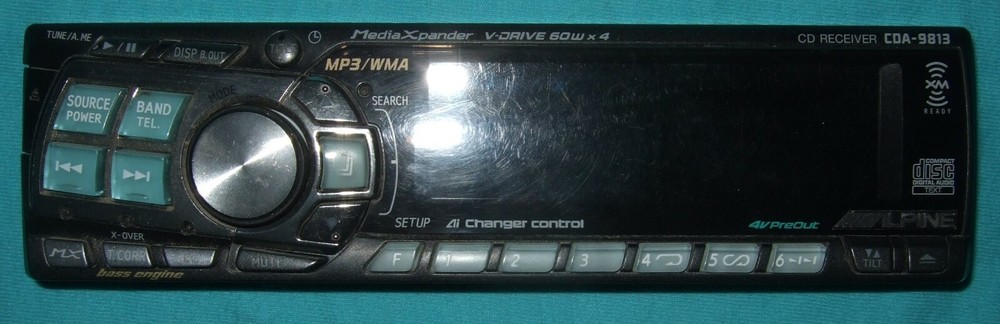 TUNE/A.ME
MediaXpander V-DRIVE 60W x 4
CD RECEIVER CDA-9813
DISP B.OUT
MP3/WMA
MODE
SEARCH
SOURCE
POWER
BAND
TEL.
XM
READY
COMPACT
disc
DIGITAL AUDIO
TEXT
SETUP
Ai Changer control
4V PreOut
ALPINE
X-OVER
MX
T.CORR
MUTE
F
1
2
3
4
5
6
TILT
bass engine